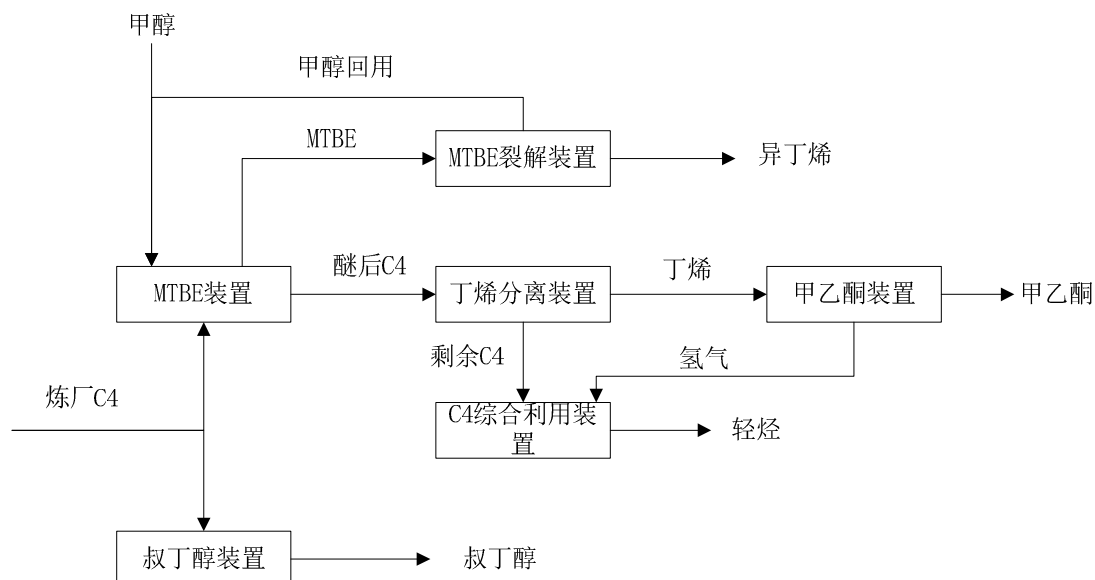 甲醇
甲醇回用
MTBE
MTBE裂解装置
异丁烯
醚后C4
丁烯
MTBE装置
丁烯分离装置
甲乙酮装置
甲乙酮
剩余C4
氢气
炼厂C4
C4综合利用装
置
轻烃
叔丁醇装置
叔丁醇